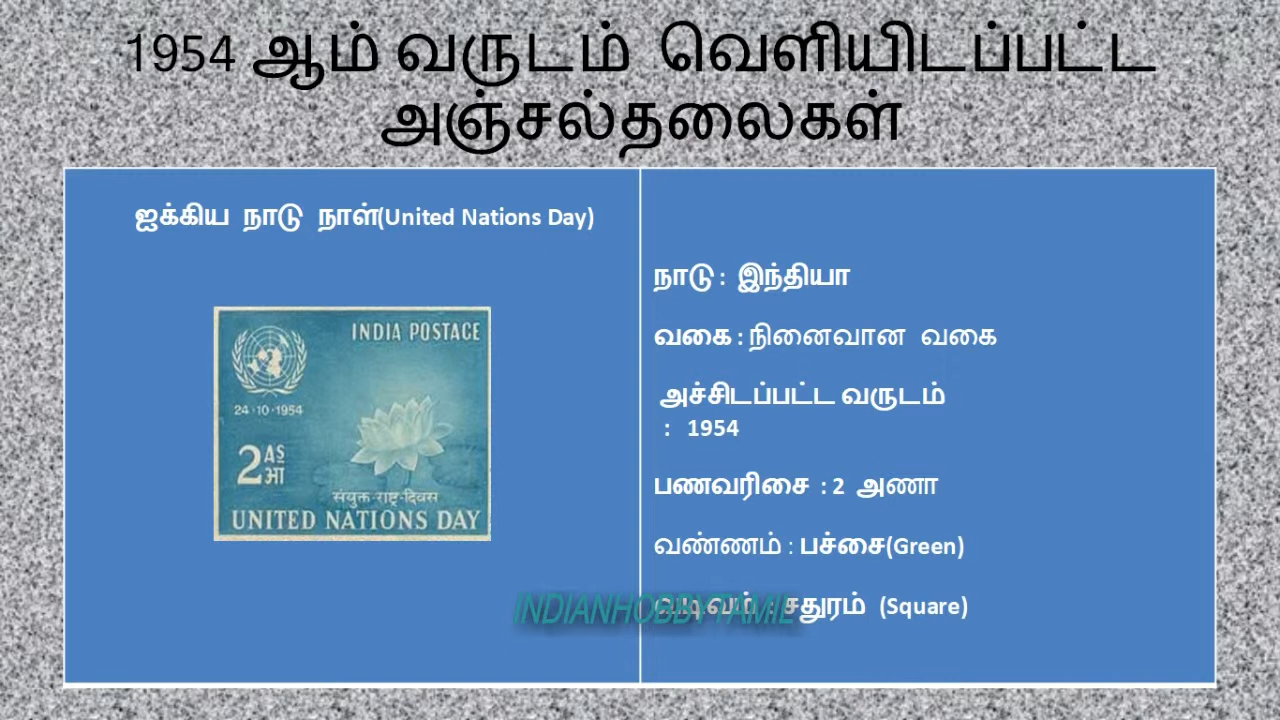 1954 ஆம் வருடம் வெளியிடப்பட்ட
அஞ்சல்தலைகள்
ஐக்கிய நாடு நாள்(United Nations Day)
INDIA POSTAGE
24·10·1954
2 AS
आ
संयुक्त·राष्ट्र·दिवस
UNITED NATIONS DAY
நாடு : இந்தியா
வகை : நினைவான வகை
அச்சிடப்பட்ட வருடம்
: 1954
பணவரிசை : 2 அணா
வண்ணம் : பச்சை(Green)
வடிவம் : சதுரம் (Square)
INDIANHOBBYTAMIL